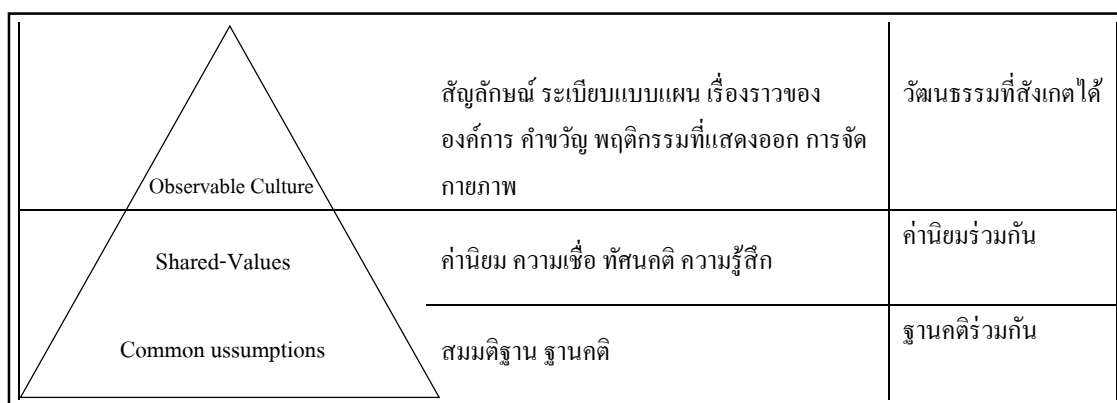 สัญลักษณ์ ระเบียบแบบแผน เรื่องราวของ
องค์การ คำขวัญ พฤติกรรมที่แสดงออก การจัด
กายภาพ
วัฒนธรรมที่สังเกตได้
Observable Culture
Shared-Values
ค่านิยม ความเชื่อ ทัศนคติ ความรู้สึก
ค่านิยมร่วมกัน
Common ussumptions
สมมติฐาน ฐานคติ
ฐานคติร่วมกัน